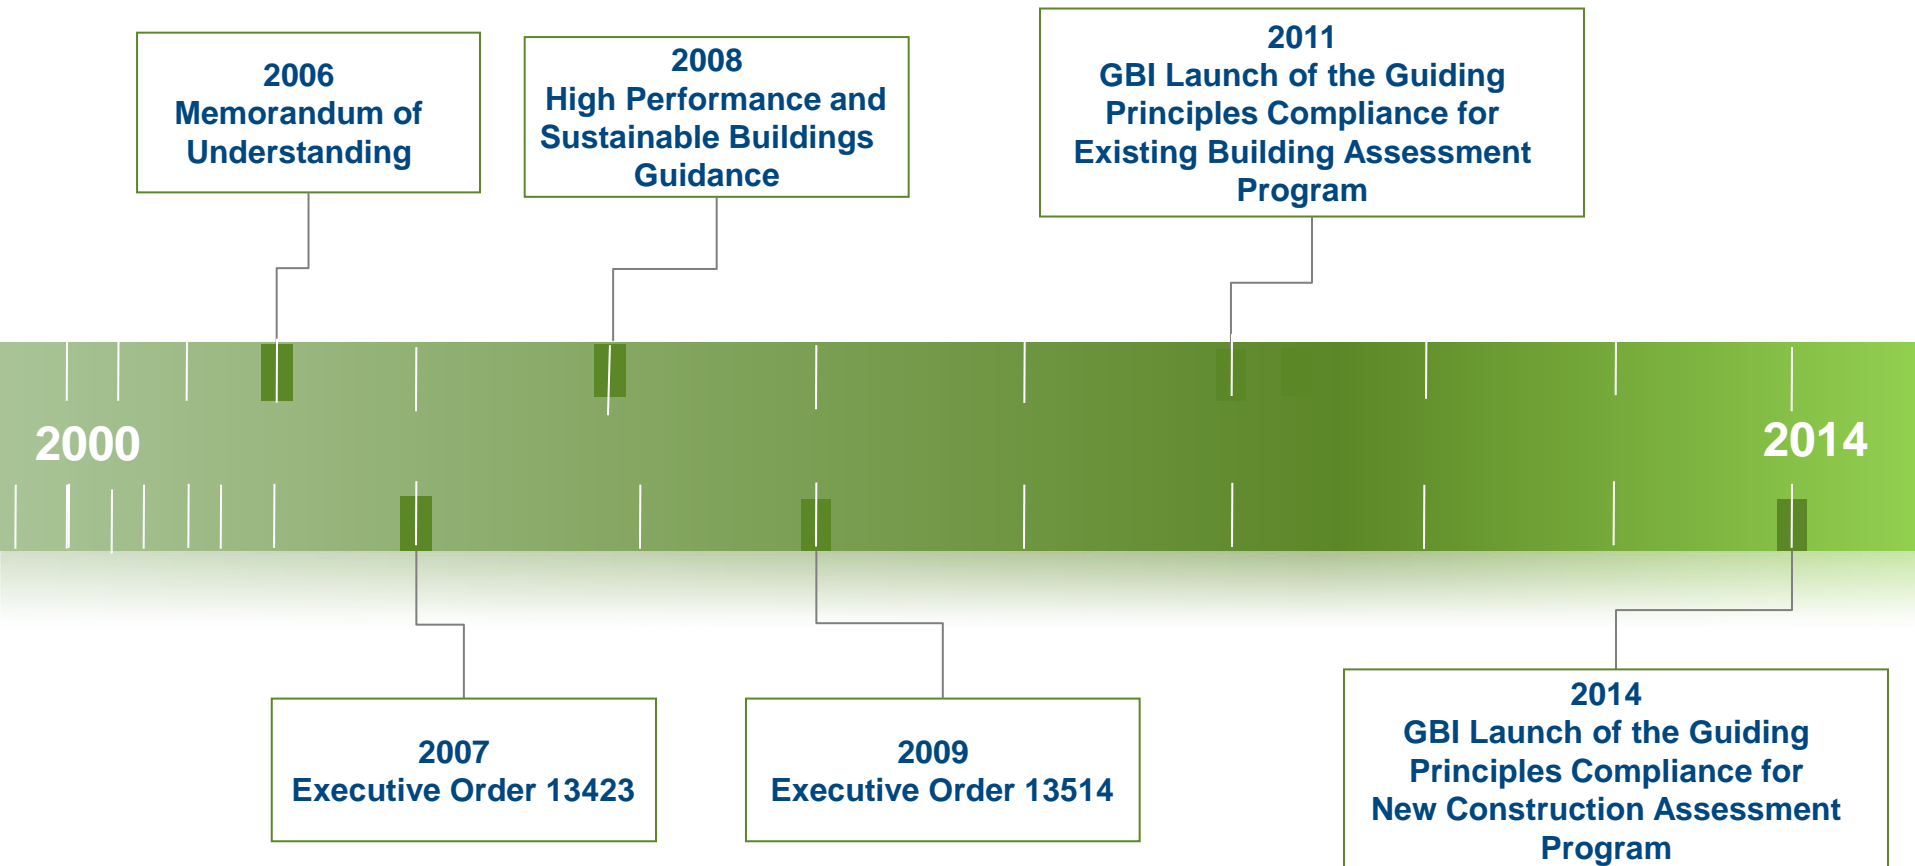 2006
Memorandum of
Understanding
2008
High Performance and
Sustainable Buildings
Guidance
2011
GBI Launch of the Guiding
Principles Compliance for
Existing Building Assessment
Program
2000
2014
2007
Executive Order 13423
2009
Executive Order 13514
2014
GBI Launch of the Guiding
Principles Compliance for
New Construction Assessment
Program